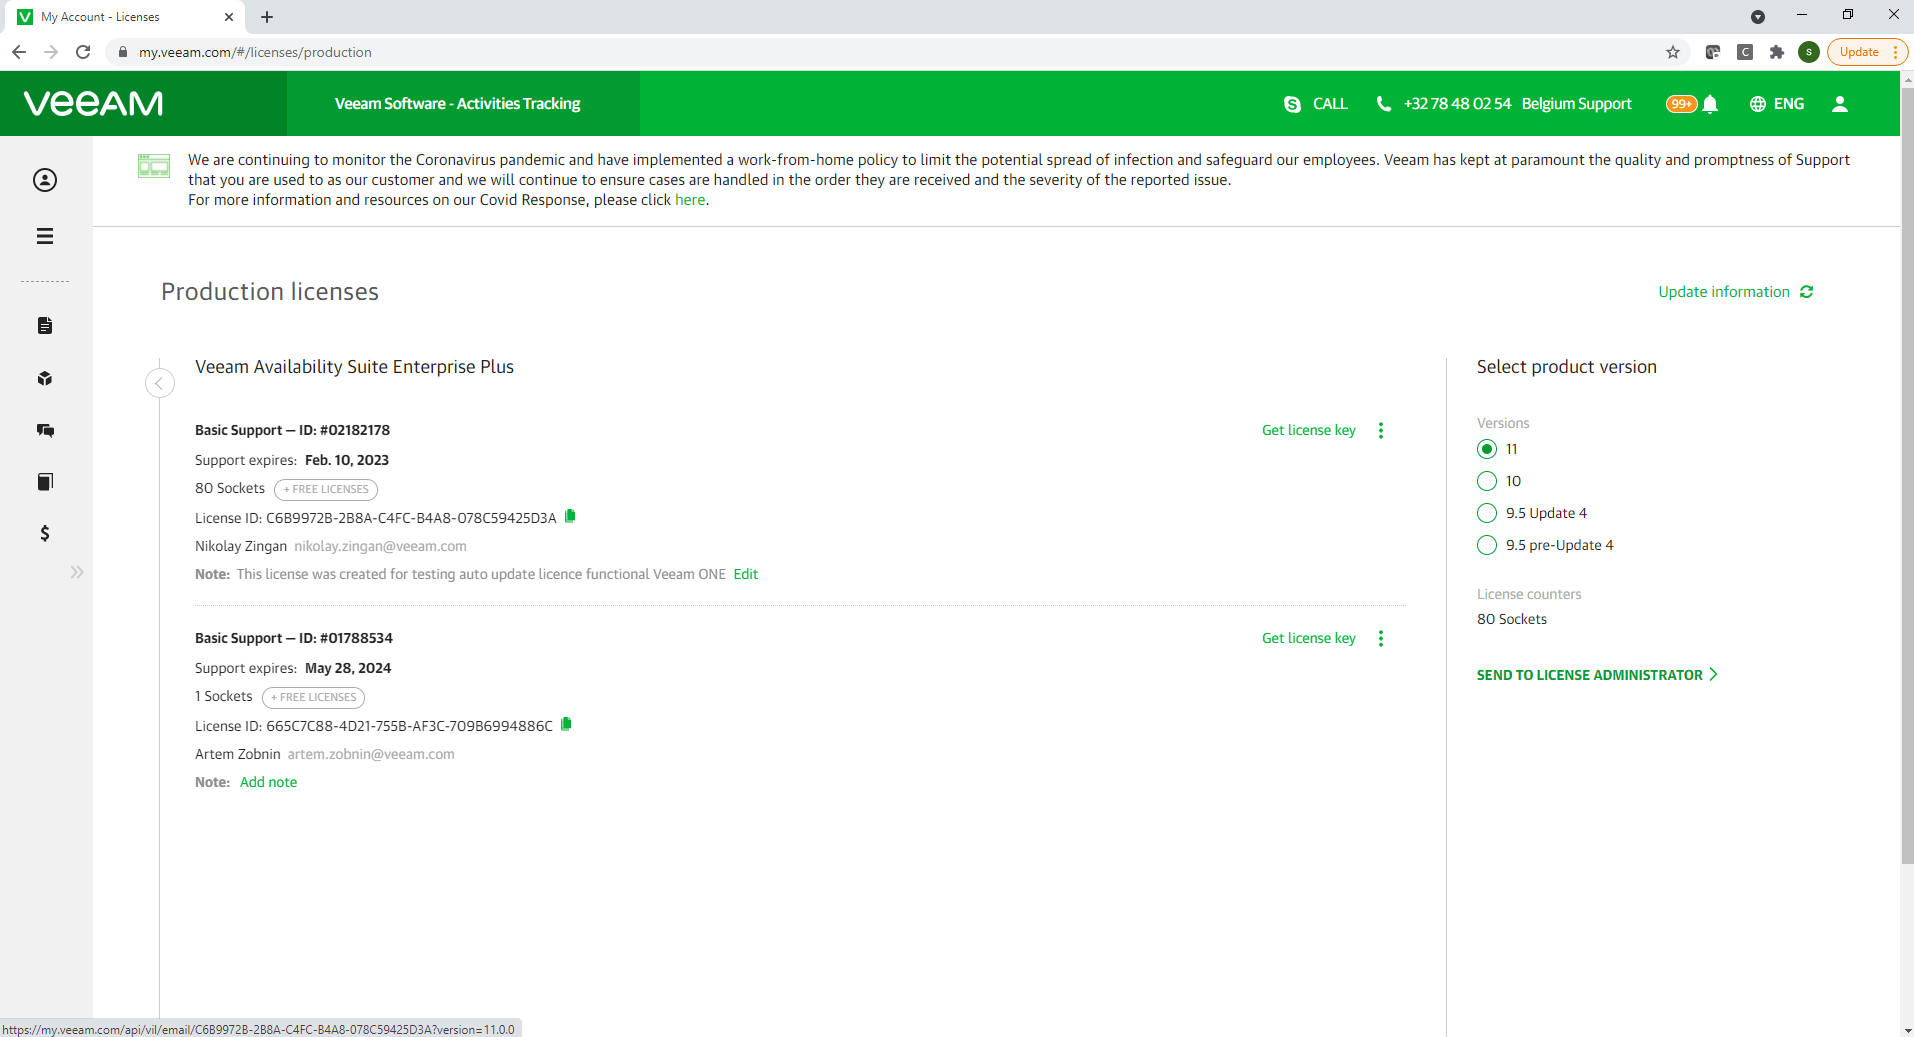 My Account - Licenses
my.veeam.com/#/licenses/production
C
s
Update
VEEAM
Veeam Software - Activities Tracking
CALL
+32 78 48 02 54 Belgium Support
99+
ENG
We are continuing to monitor the Coronavirus pandemic and have implemented a work-from-home policy to limit the potential spread of infection and safeguard our employees. Veeam has kept at paramount the quality and promptness of Support
that you are used to as our customer and we will continue to ensure cases are handled in the order they are received and the severity of the reported issue.
For more information and resources on our Covid Response, please click here.
Production licenses
Update information
Veeam Availability Suite Enterprise Plus
Basic Support — ID: #02182178
Get license key
Support expires: Feb. 10, 2023
80 Sockets + FREE LICENSES
License ID: C6B9972B-2B8A-C4FC-B4A8-078C59425D3A
Nikolay Zingan nikolay.zingan@veeam.com
Note: This license was created for testing auto update licence functional Veeam ONE Edit
Basic Support — ID: #01788534
Get license key
Support expires: May 28, 2024
1 Sockets + FREE LICENSES
License ID: 665C7C88-4D21-755B-AF3C-709B6994886C
Artem Zobnin artem.zobnin@veeam.com
Note: Add note
Select product version
Versions
11
10
9.5 Update 4
9.5 pre-Update 4
License counters
80 Sockets
SEND TO LICENSE ADMINISTRATOR
https://my.veeam.com/api/vil/email/C6B9972B-2B8A-C4FC-B4A8-078C59425D3A?version=11.0.0